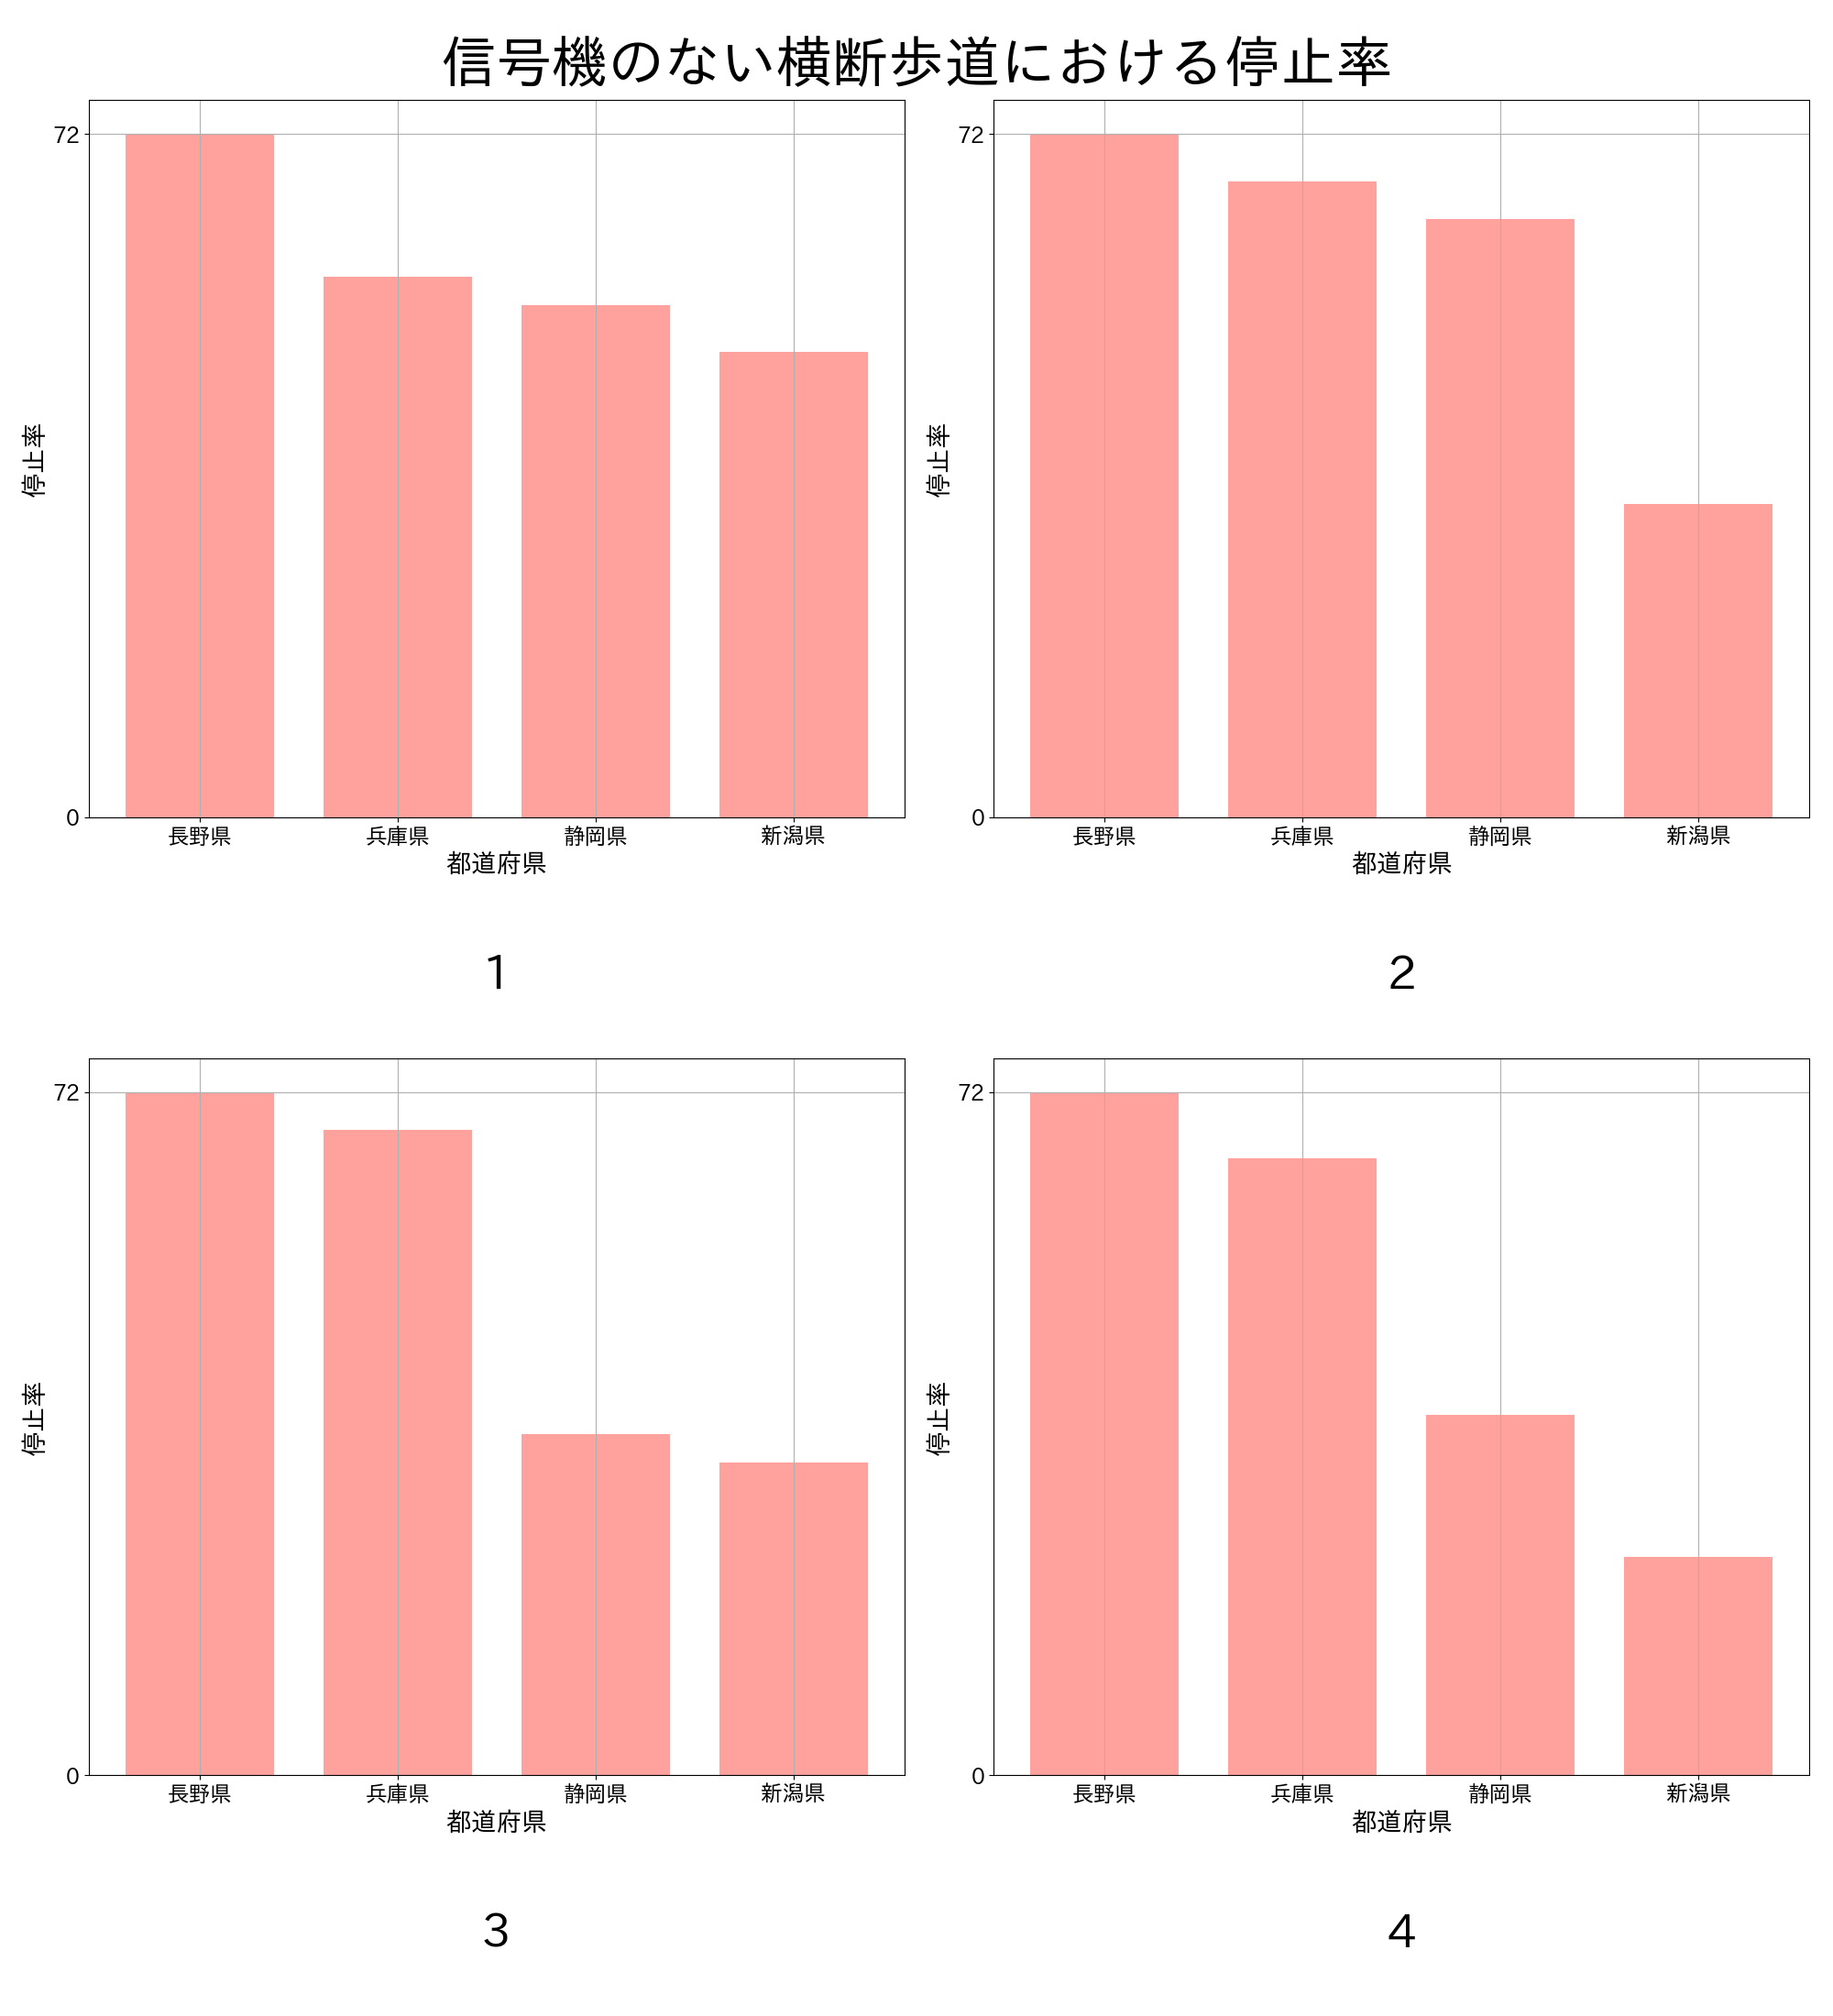 信号機のない横断歩道における停止率
72
0
停止率
長野県 兵庫県 静岡県 新潟県
都道府県
1
72
0
停止率
長野県 兵庫県 静岡県 新潟県
都道府県
2
72
0
停止率
長野県 兵庫県 静岡県 新潟県
都道府県
3
72
0
停止率
長野県 兵庫県 静岡県 新潟県
都道府県
4